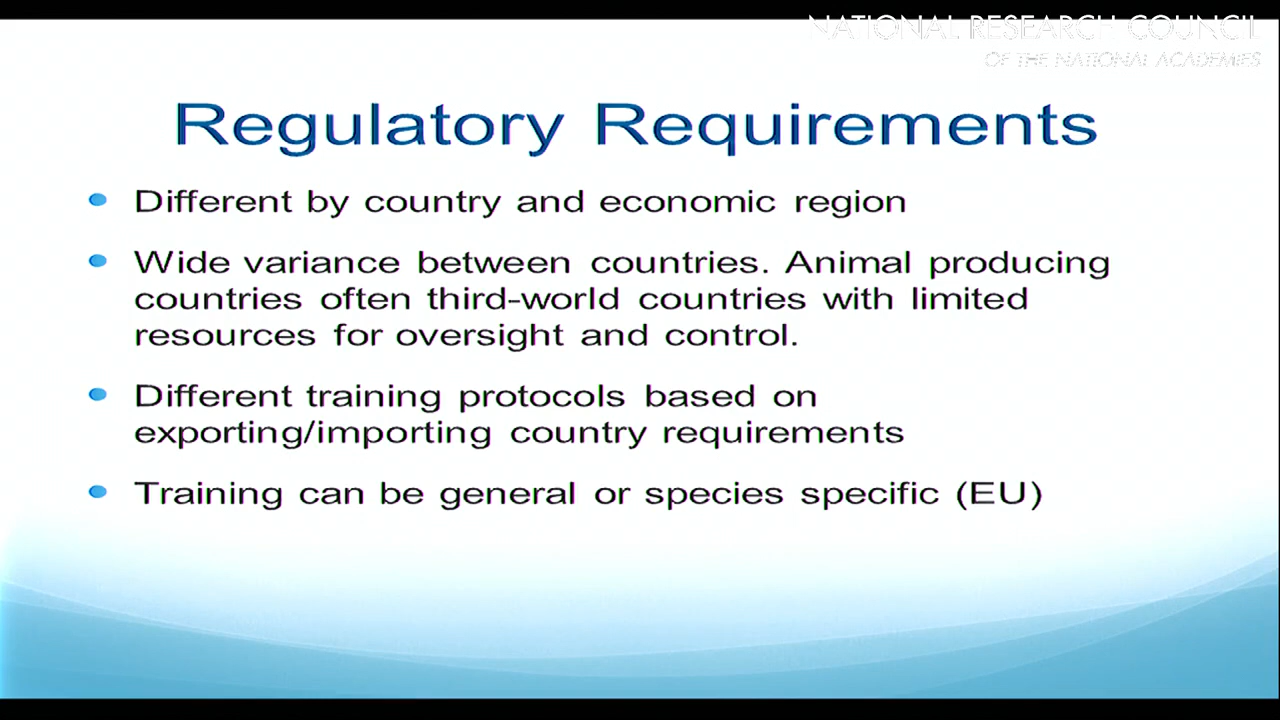 NATIONAL RESEARCH COUNCIL
OF THE NATIONAL ACADEMIES
Regulatory Requirements
Different by country and economic region
Wide variance between countries. Animal producing
countries often third-world countries with limited
resources for oversight and control.
Different training protocols based on
exporting/importing country requirements
Training can be general or species specific (EU)